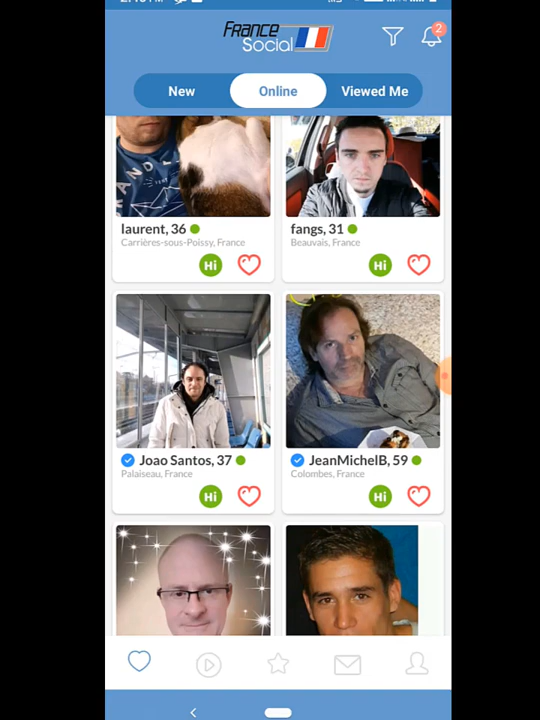 France
Social
2
New
Online
Viewed Me
laurent, 36
Carrières-sous-Poissy, France
Hi
fangs, 31
Beauvais, France
Hi
Joao Santos, 37
Palaiseau, France
Hi
JeanMichelB, 59
Colombes, France
Hi